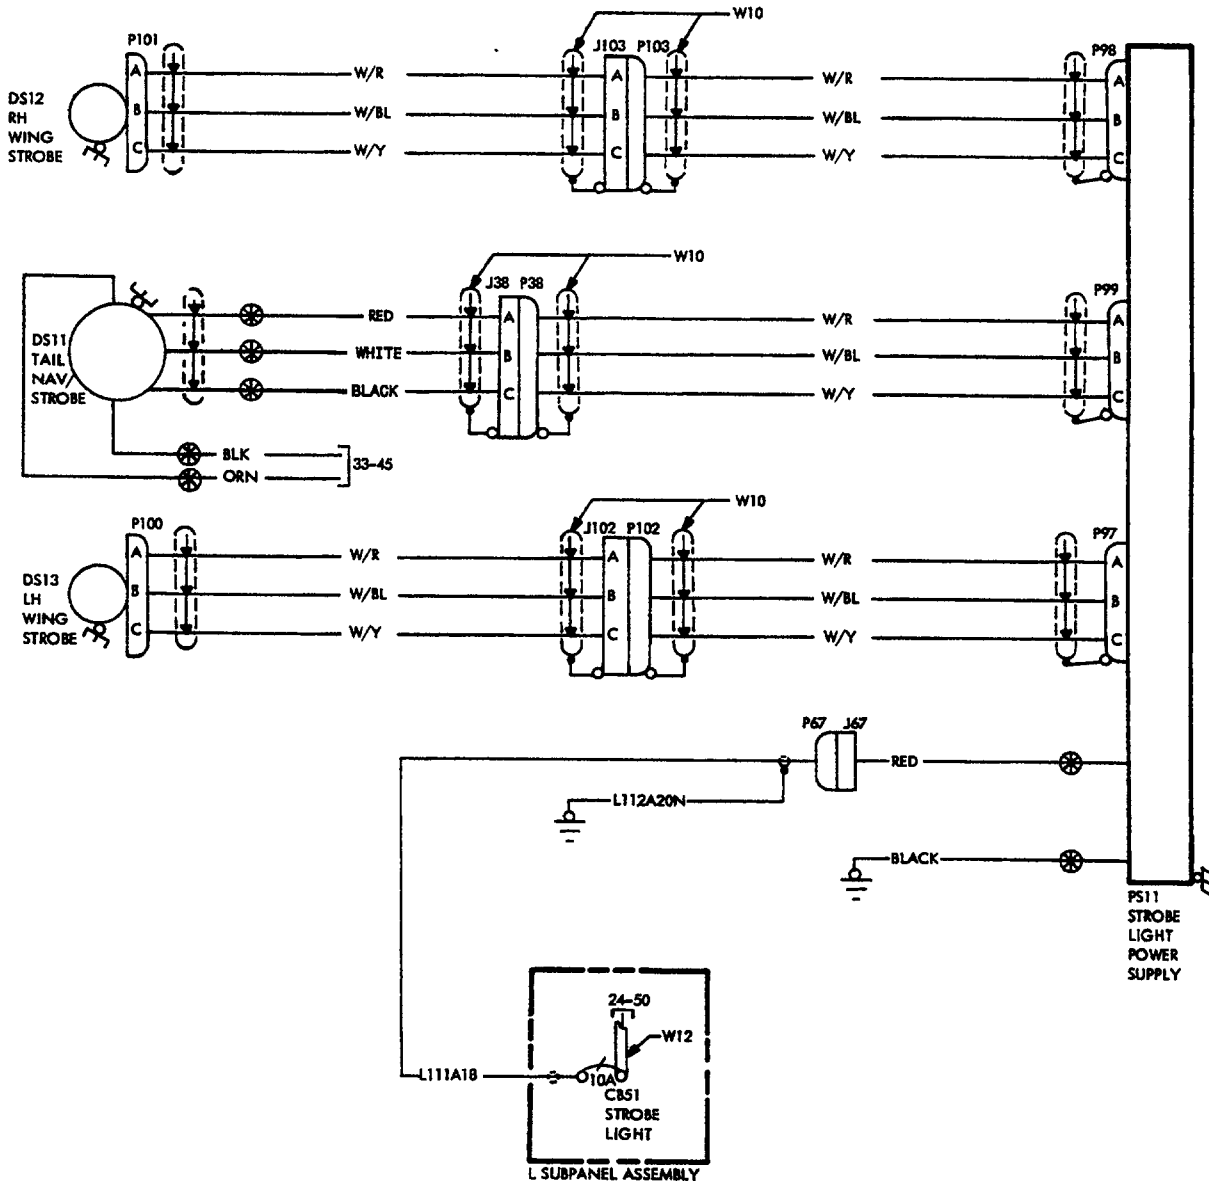 W10
P101
J103 P103
P98
A
W/R
A
W/R
A
DS12
RH
WING
STROBE
B
W/BL
B
W/BL
B
C
W/Y
C
W/Y
C
W10
J38 P38
P99
DS11
TAIL
NAV/
STROBE
RED
A
W/R
A
WHITE
B
W/BL
B
BLACK
C
W/Y
C
BLK
ORN
33-45
W10
P100
J102 P102
P97
A
W/R
A
W/R
A
DS13
LH
WING
STROBE
B
W/BL
B
W/BL
B
C
W/Y
C
W/Y
C
P67 J67
RED
L112A20N
BLACK
PS11
STROBE
LIGHT
POWER
SUPPLY
24-50
W12
L111A18
10A
CB51
STROBE
LIGHT
L SUBPANEL ASSEMBLY